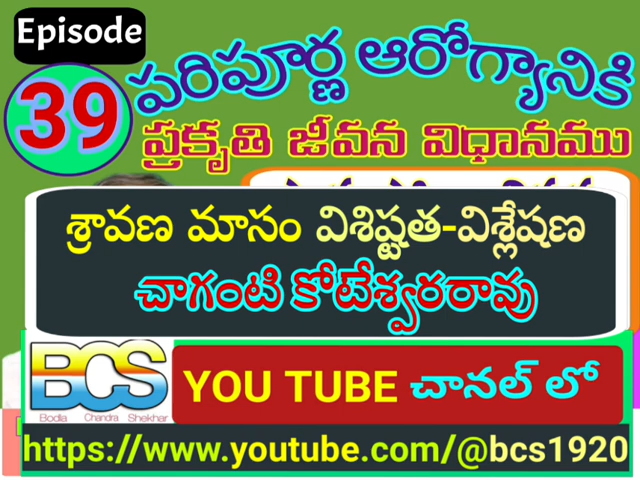 Episode
39
పరిపూర్ణ ఆరోగ్యానికి
ప్రకృతి జీవన విధానము
శ్రావణ మాసం విశిష్టత-విశ్లేషణ
చాగంటి కోటేశ్వరరావు
BCS
Bodla Chandra Shekhar
YOU TUBE చానల్ లో
https://www.youtube.com/@bcs1920